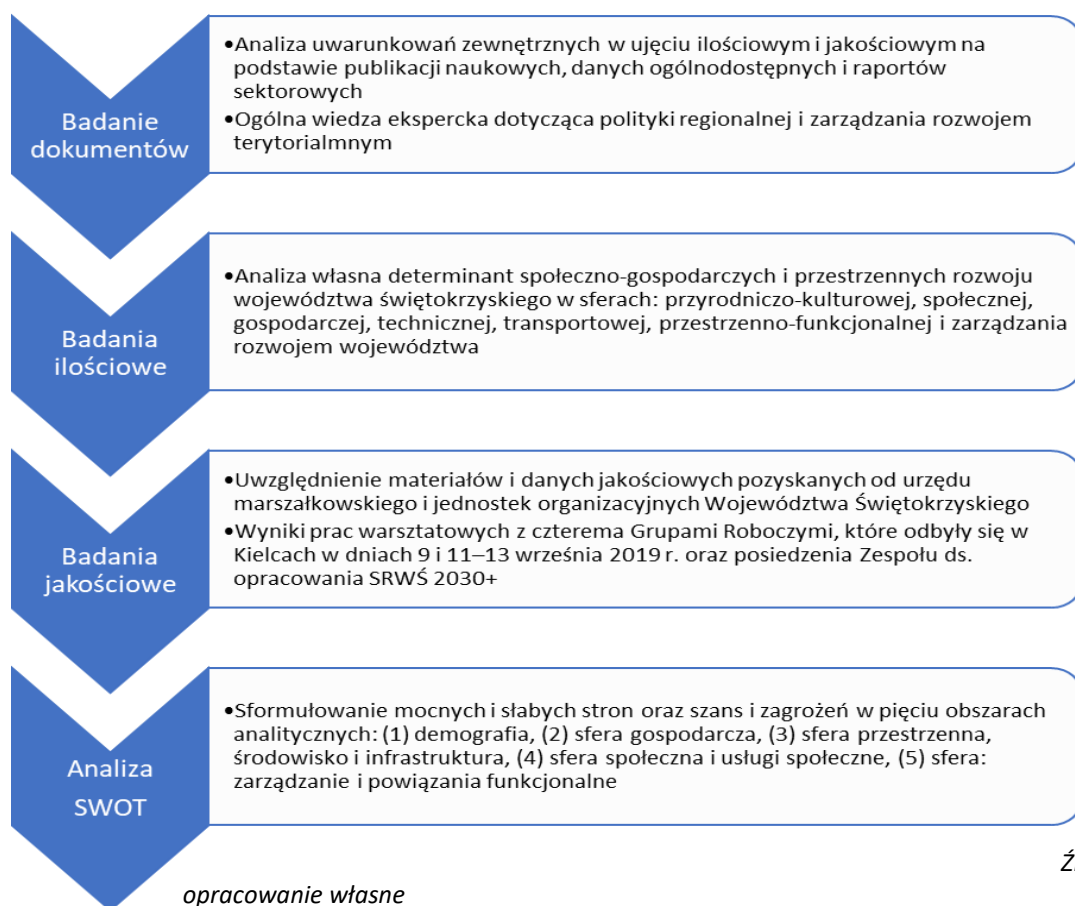 Badanie
dokumentów
•Analiza uwarunkowań zewnętrznych w ujęciu ilościowym i jakościowym na
podstawie publikacji naukowych, danych ogólnodostępnych i raportów
sektorowych
•Ogólna wiedza ekspercka dotycząca polityki regionalnej i zarządzania rozwojem
terytorialmnym
Badania
ilościowe
•Analiza własna determinant społeczno-gospodarczych i przestrzennych rozwoju
województwa świętokrzyskiego w sferach: przyrodniczo-kulturowej, społecznej,
gospodarczej, technicznej, transportowej, przestrzenno-funkcjonalnej i zarządzania
rozwojem województwa
Badania
jakościowe
•Uwzględnienie materiałów i danych jakościowych pozyskanych od urzędu
marszałkowskiego i jednostek organizacyjnych Województwa Świętokrzyskiego
•Wyniki prac warsztatowych z czterema Grupami Roboczymi, które odbyły się w
Kielcach w dniach 9 i 11–13 września 2019 r. oraz posiedzenia Zespołu ds.
opracowania SRWŚ 2030+
Analiza
SWOT
•Sformułowanie mocnych i słabych stron oraz szans i zagrożeń w pięciu obszarach
analitycznych: (1) demografia, (2) sfera gospodarcza, (3) sfera przestrzenna,
środowisko i infrastruktura, (4) sfera społeczna i usługi społeczne, (5) sfera:
zarządzanie i powiązania funkcjonalne
opracowanie własne